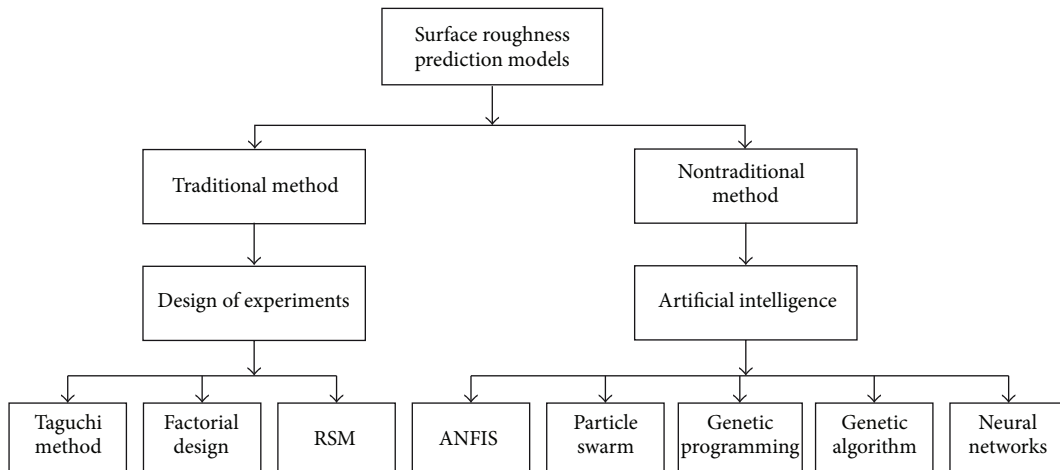 Surface roughness
prediction models
Traditional method
Nontraditional
method
Design of experiments
Artificial intelligence
Taguchi
method
Factorial
design
RSM
ANFIS
Particle
swarm
Genetic
programming
Genetic
algorithm
Neural
networks